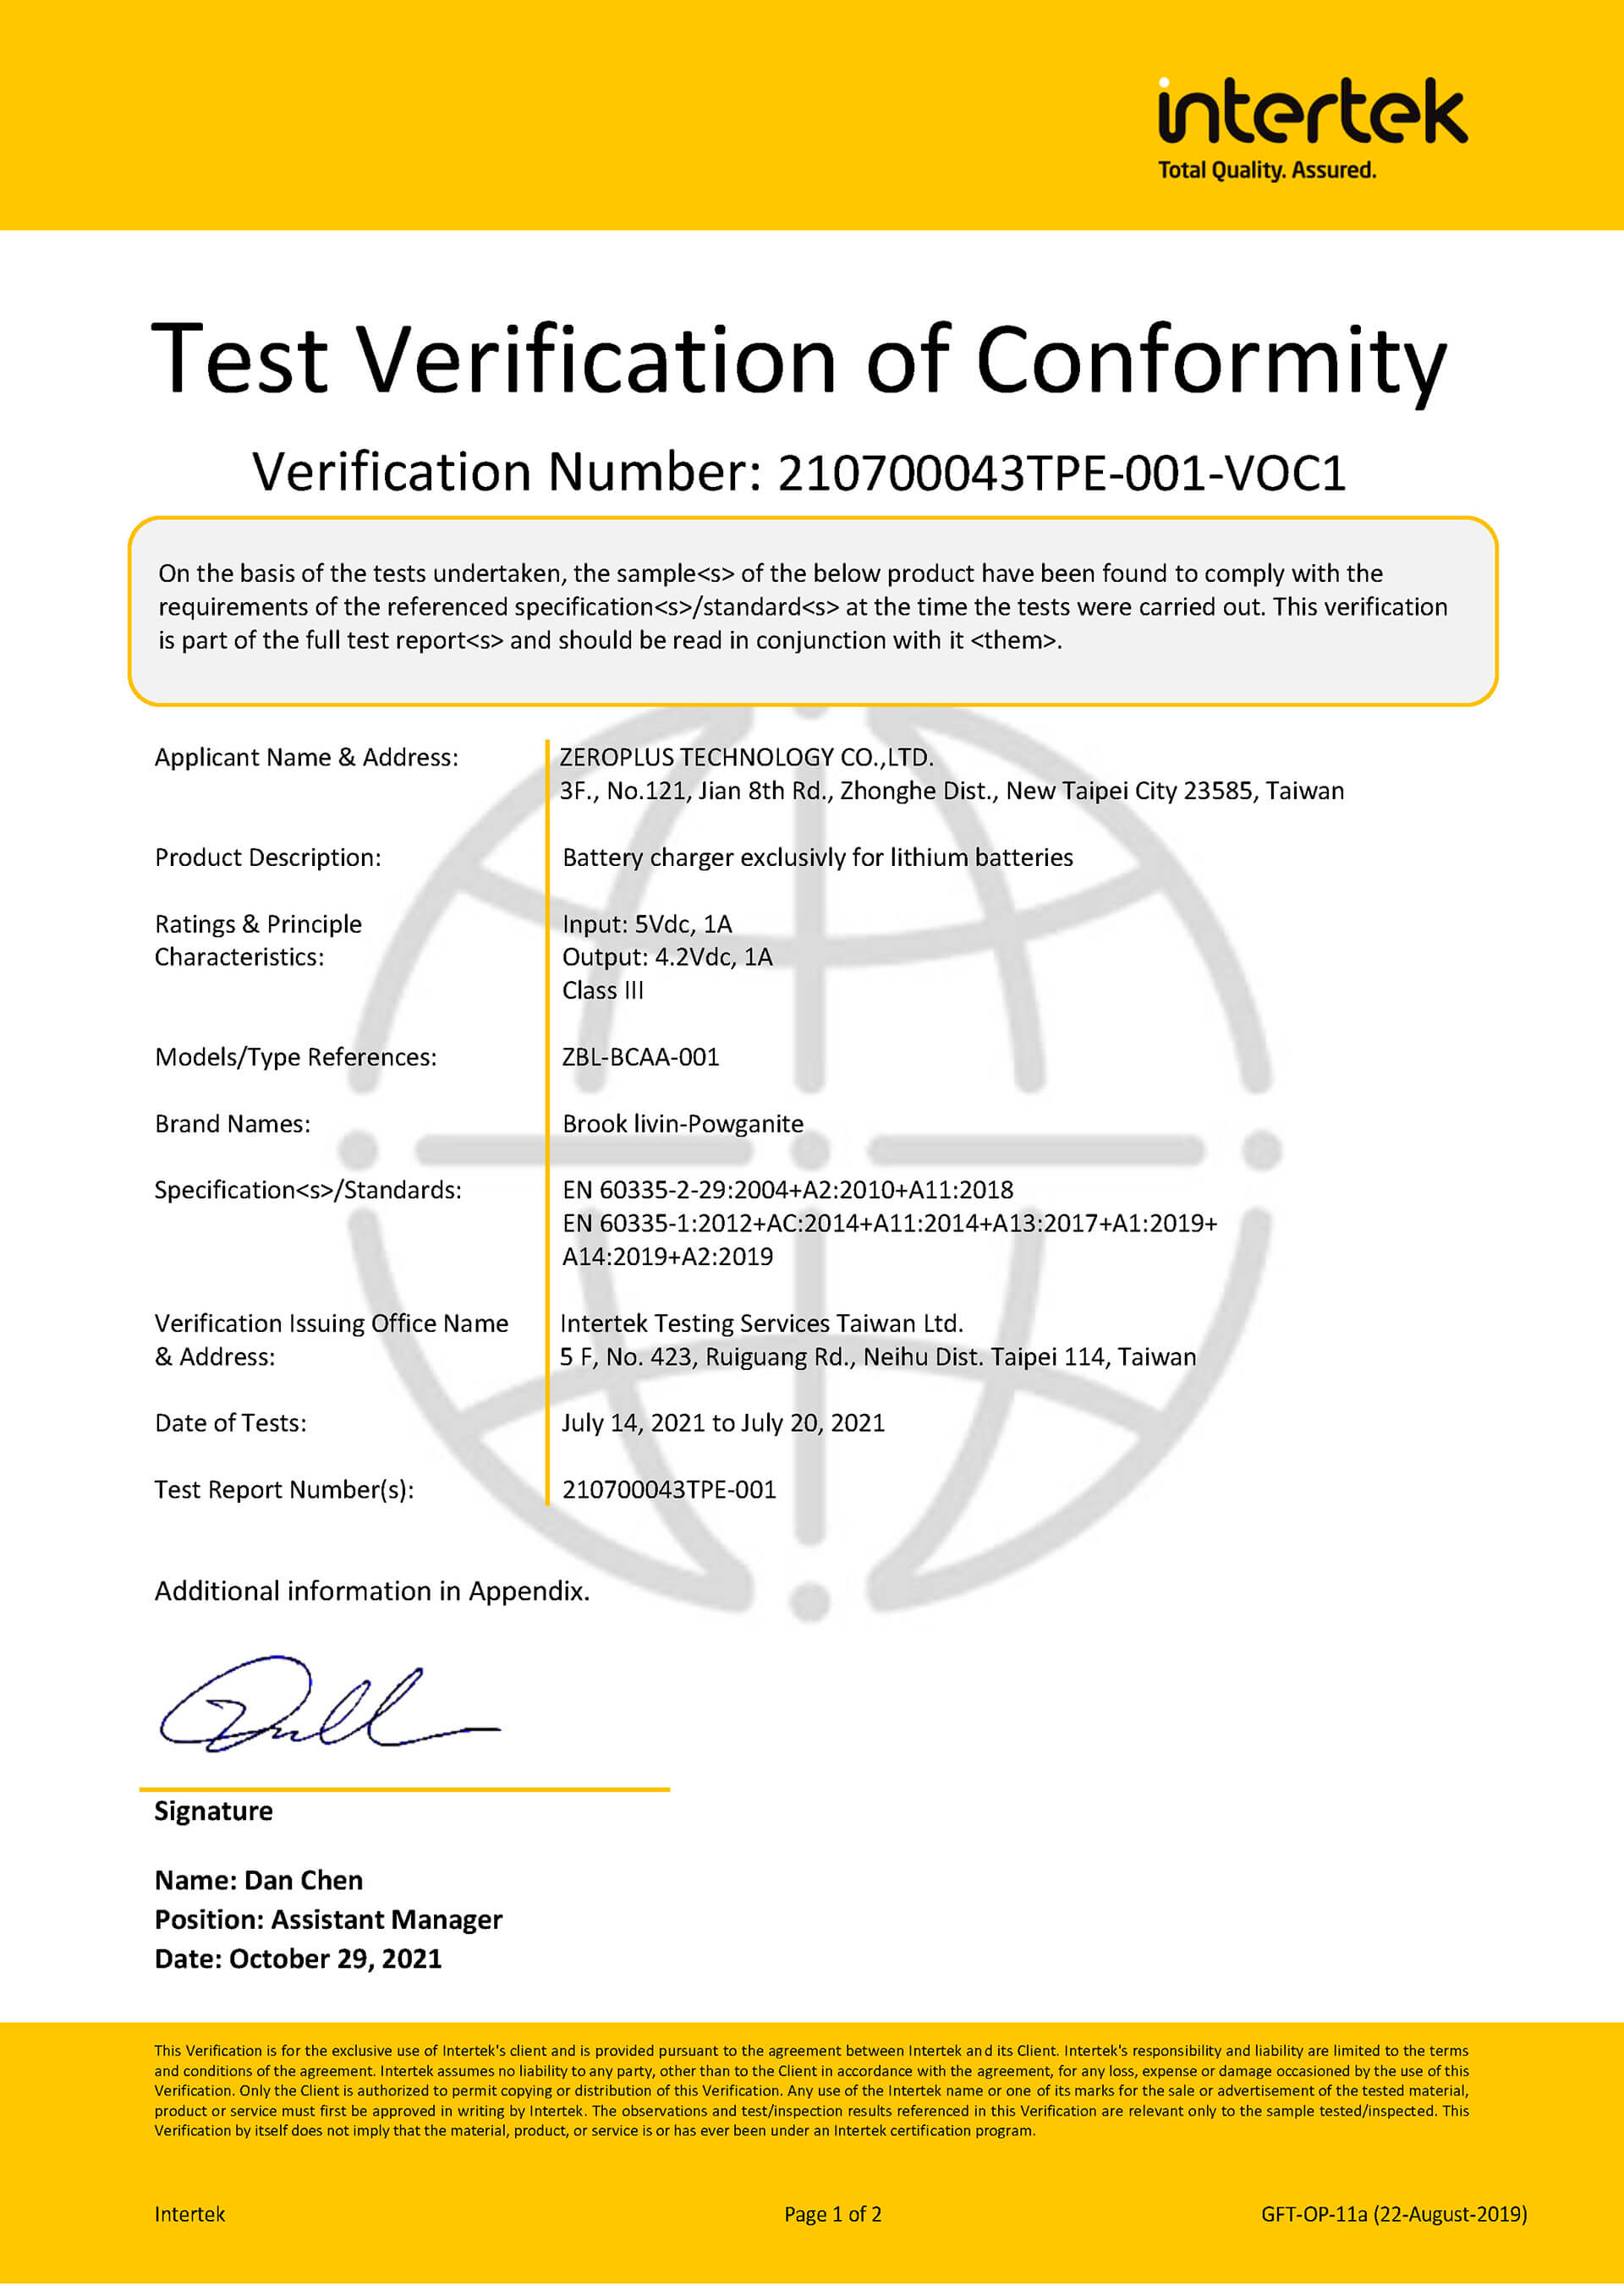 intertek
Total Quality. Assured.
Test Verification of Conformity
Verification Number: 210700043TPE-001-VOC1
On the basis of the tests undertaken, the sample<s> of the below product have been found to comply with the
requirements of the referenced specification<s>/standard<s> at the time the tests were carried out. This verification
is part of the full test report<s> and should be read in conjunction with it <them>.
Applicant Name & Address: ZEROPLUS TECHNOLOGY CO.,LTD.
3F., No.121, Jian 8th Rd., Zhonghe Dist., New Taipei City 23585, Taiwan
Product Description: Battery charger exclusivly for lithium batteries
Ratings & Principle Input: 5Vdc, 1A
Characteristics: Output: 4.2Vdc, 1A
Class III
Models/Type References: ZBL-BCAA-001
Brand Names: Brook livin-Powganite
Specification<s>/Standards: EN 60335-2-29:2004+A2:2010+A11:2018
EN 60335-1:2012+AC:2014+A11:2014+A13:2017+A1:2019+
A14:2019+A2:2019
Verification Issuing Office Name Intertek Testing Services Taiwan Ltd.
& Address: 5 F, No. 423, Ruiguang Rd., Neihu Dist. Taipei 114, Taiwan
Date of Tests: July 14, 2021 to July 20, 2021
Test Report Number(s): 210700043TPE-001
Additional information in Appendix.
Signature
Name: Dan Chen
Position: Assistant Manager
Date: October 29, 2021
This Verification is for the exclusive use of Intertek's client and is provided pursuant to the agreement between Intertek and its Client. Intertek's responsibility and liability are limited to the terms
and conditions of the agreement. Intertek assumes no liability to any party, other than to the Client in accordance with the agreement, for any loss, expense or damage occasioned by the use of this
Verification. Only the Client is authorized to permit copying or distribution of this Verification. Any use of the Intertek name or one of its marks for the sale or advertisement of the tested material,
product or service must first be approved in writing by Intertek. The observations and test/inspection results referenced in this Verification are relevant only to the sample tested/inspected. This
Verification by itself does not imply that the material, product, or service is or has ever been under an Intertek certification program.
Intertek Page 1 of 2 GFT-OP-11a (22-August-2019)